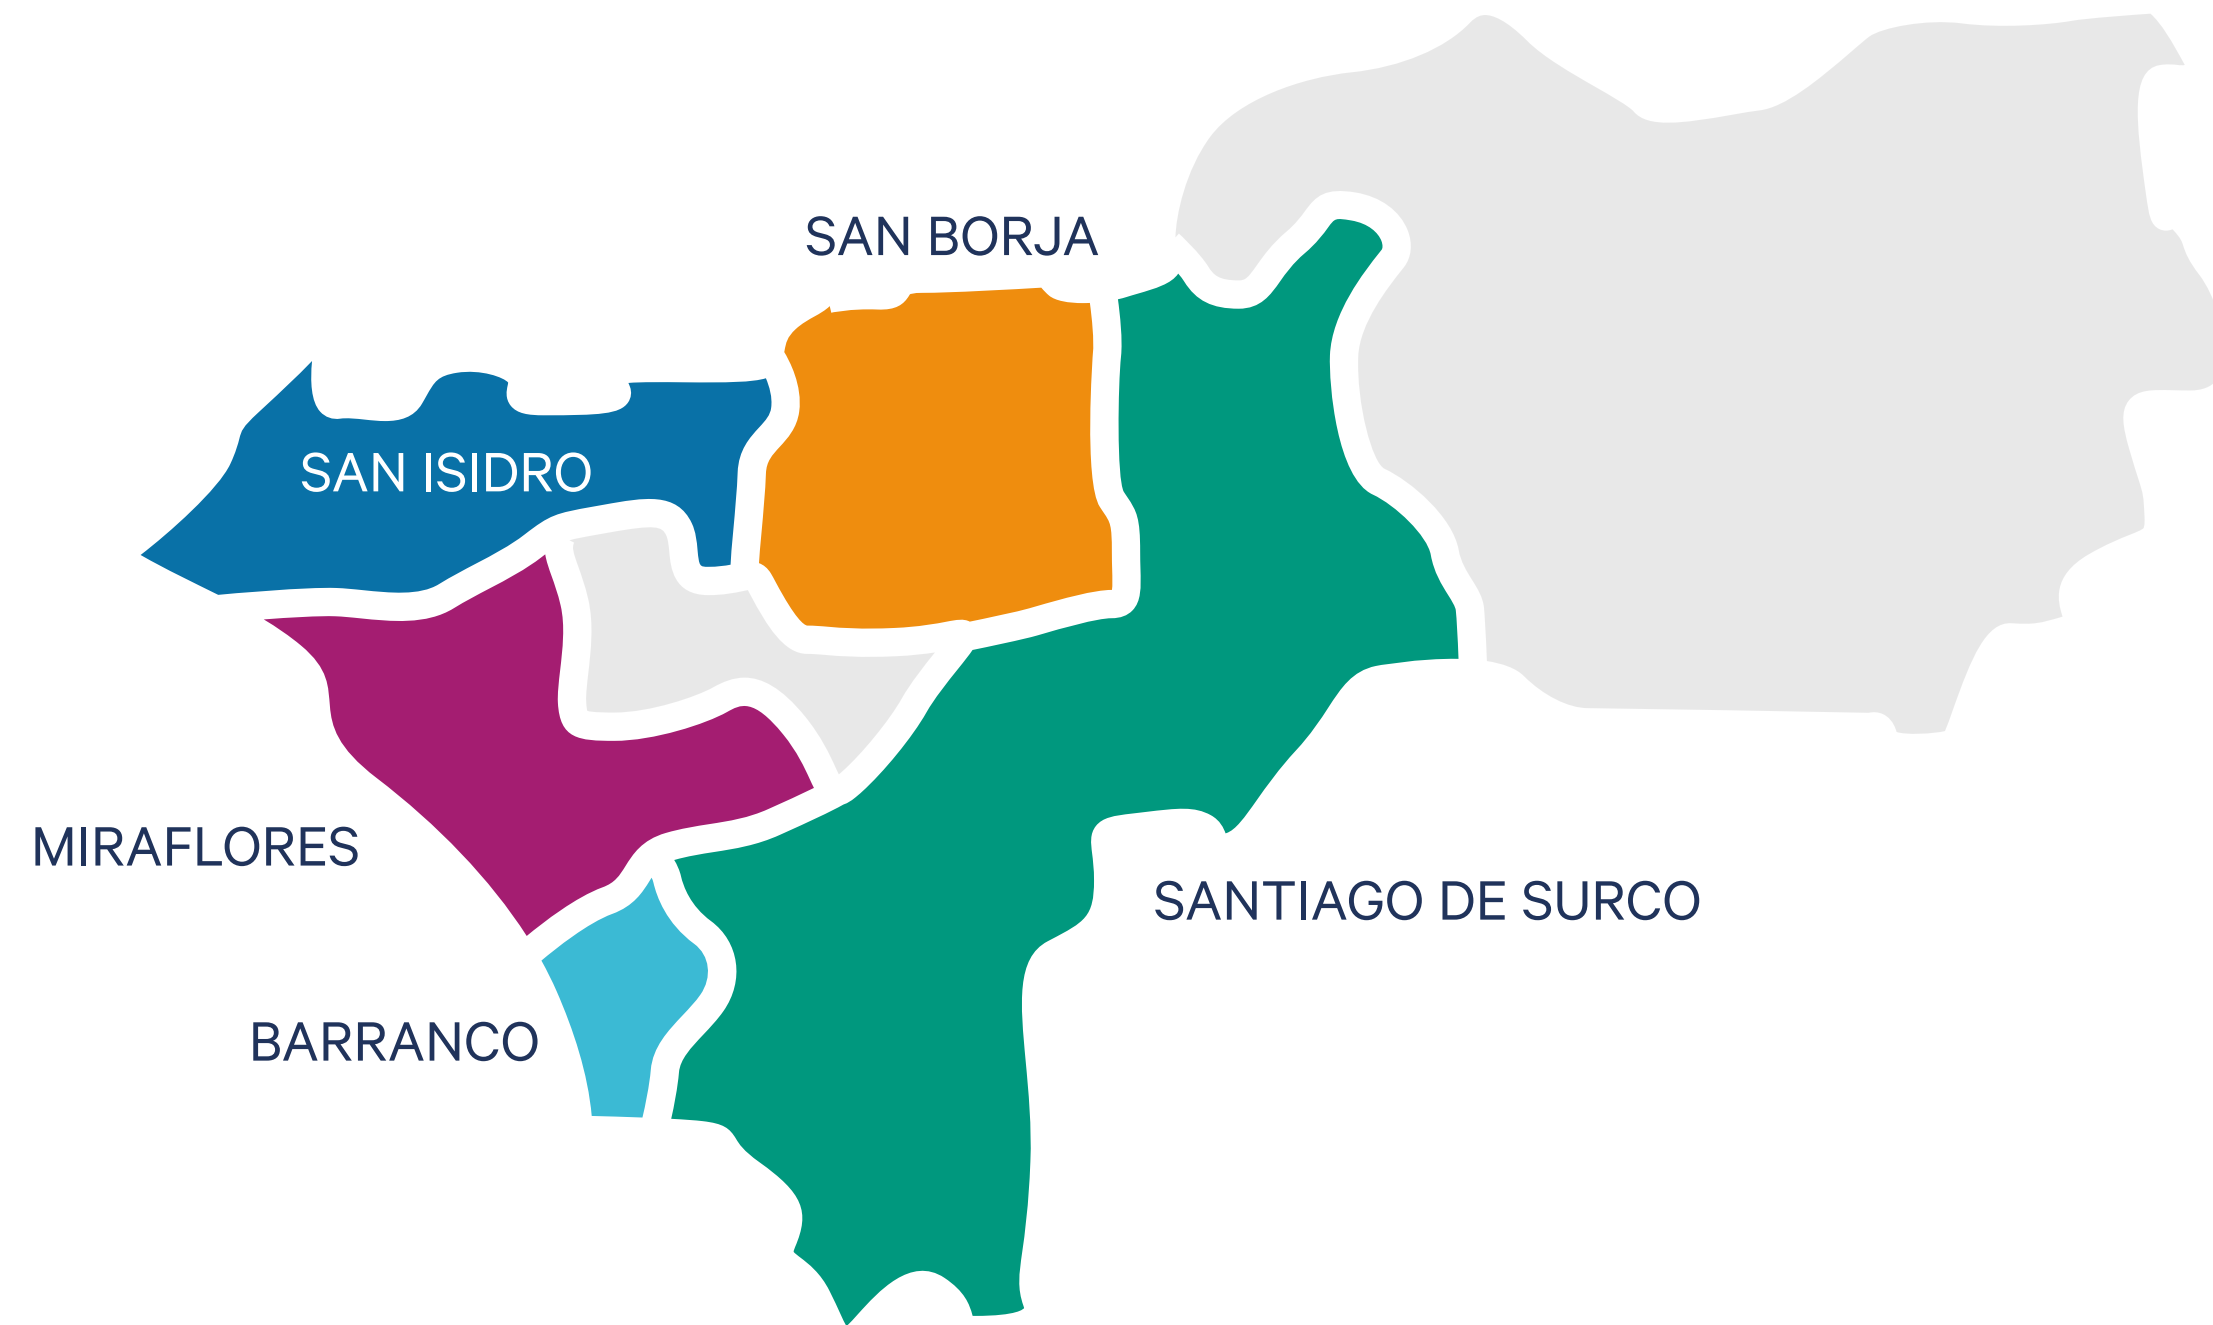 SAN BORJA
SAN ISIDRO
MIRAFLORES
SANTIAGO DE SURCO
BARRANCO